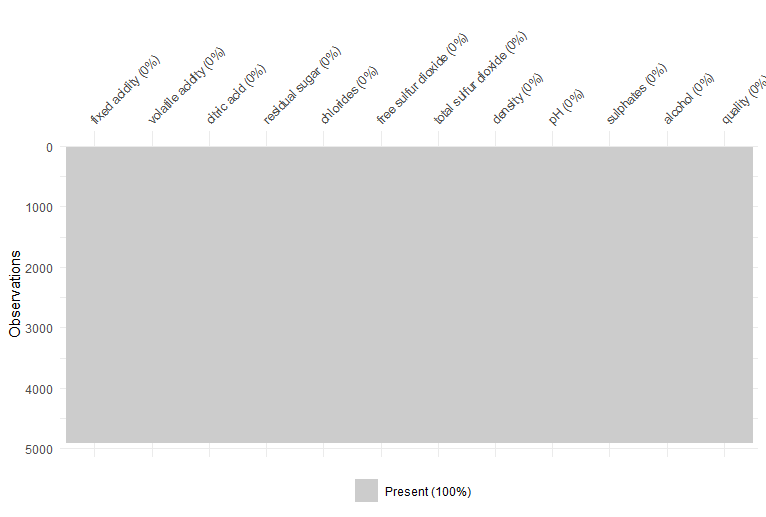 fixed acidity (0%)
volatile acidity (0%)
citric acid (0%)
residual sugar (0%)
chlorides (0%)
free sulfur dioxide (0%)
total sulfur dioxide (0%)
density (0%)
pH (0%)
sulphates (0%)
alcohol (0%)
quality (0%)
0
1000
2000
3000
4000
5000
Observations
Present (100%)